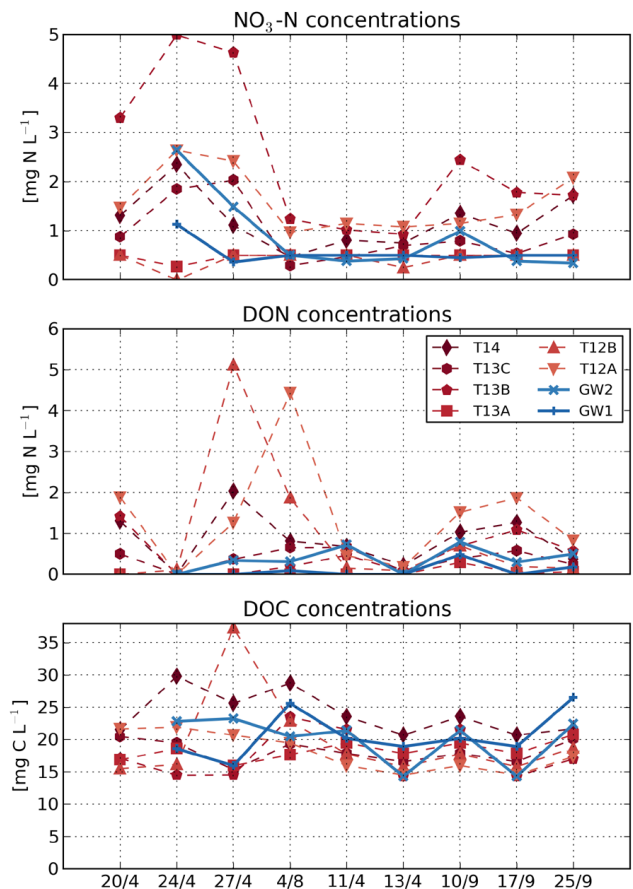 NO₃-N concentrations
[mg N L⁻¹]
5
4
3
2
1
0
DON concentrations
[mg N L⁻¹]
6
5
4
3
2
1
0
T14
T13C
T13B
T13A
T12B
T12A
GW2
GW1
DOC concentrations
[mg C L⁻¹]
35
30
25
20
15
10
5
0
20/4 24/4 27/4 4/8 11/4 13/4 10/9 17/9 25/9